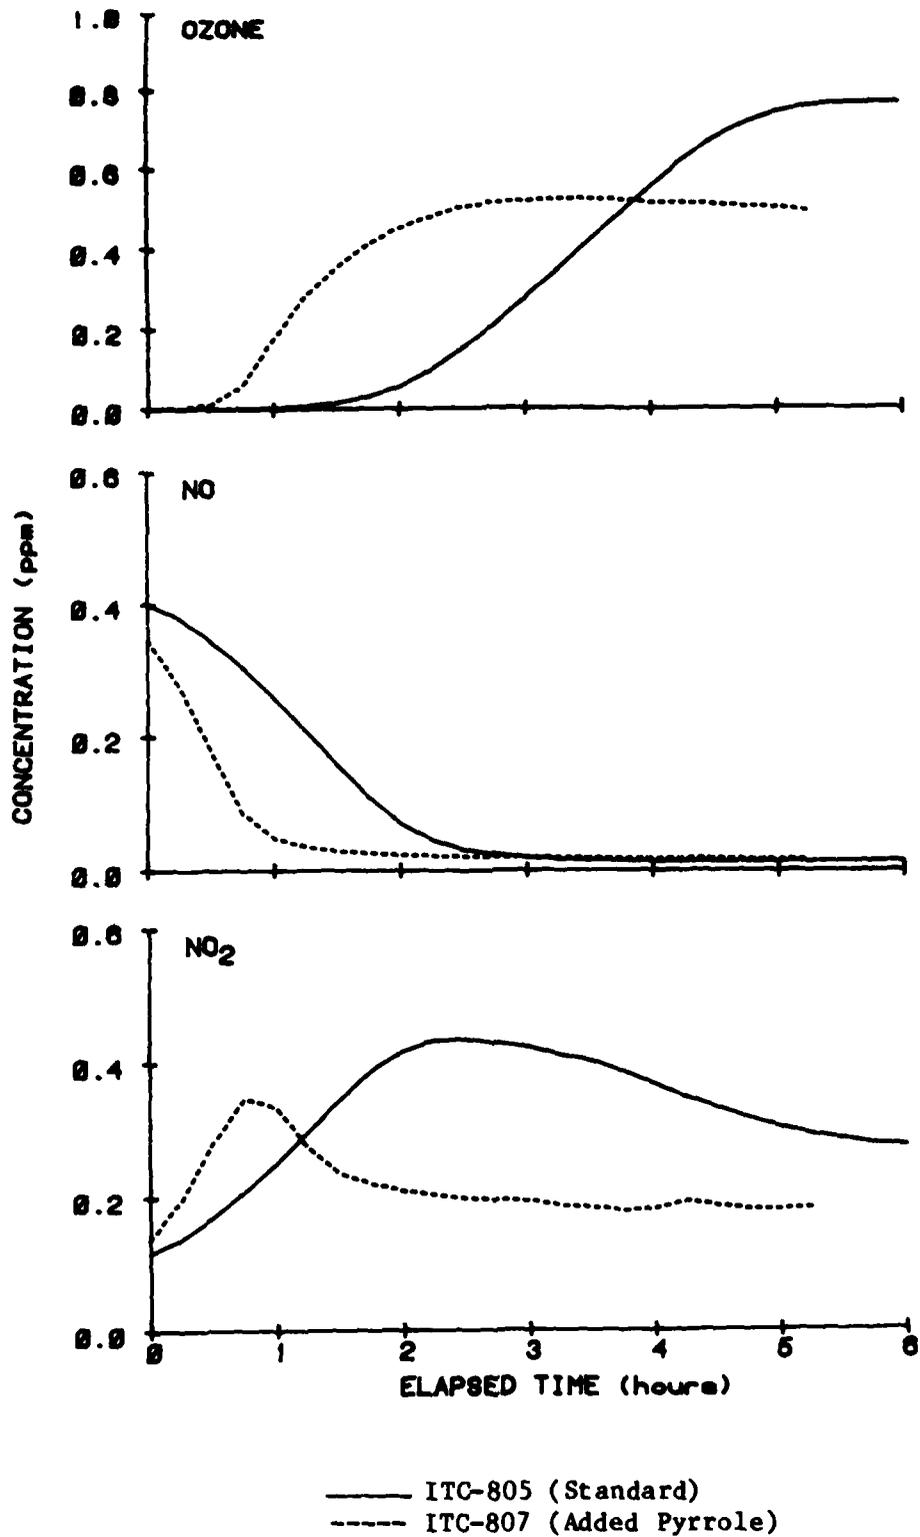 1.0
OZONE
0.8
0.6
0.4
0.2
0.0
0.6
NO
0.4
0.2
0.0
CONCENTRATION (ppm)
0.6
NO2
0.4
0.2
0.0
0 1 2 3 4 5 6
ELAPSED TIME (hours)
ITC-805 (Standard)
ITC-807 (Added Pyrrole)